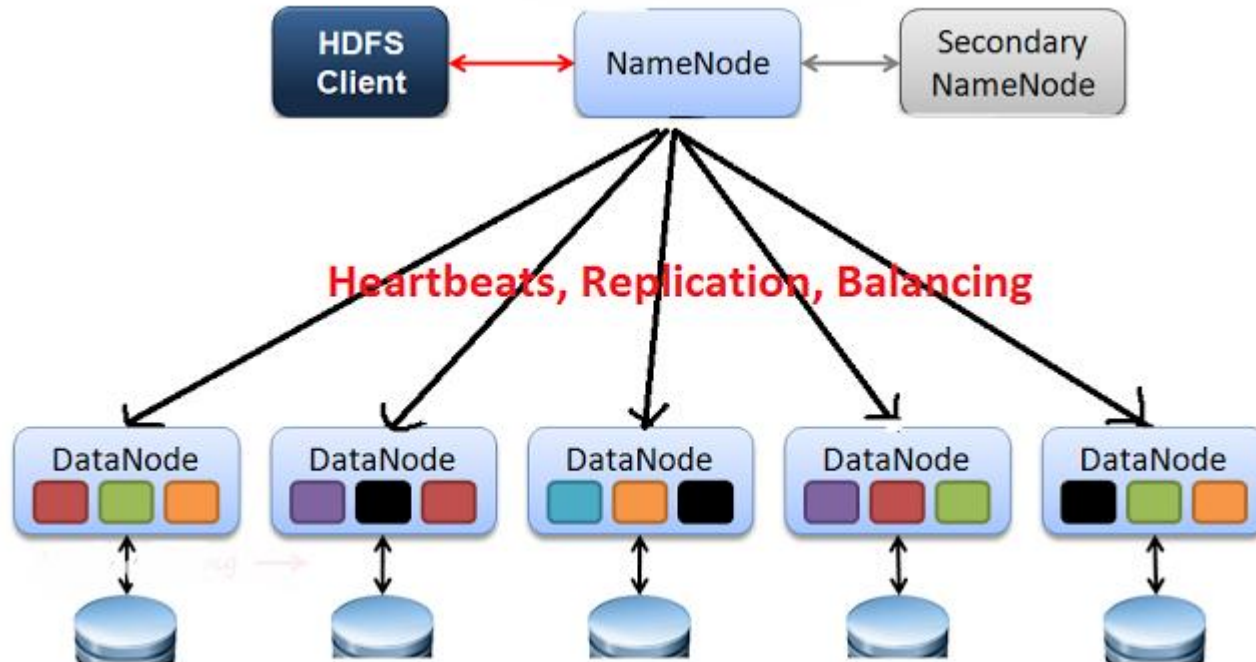 HDFS
Client
NameNode
Secondary
NameNode
Heartbeats, Replication, Balancing
DataNode
DataNode
DataNode
DataNode
DataNode